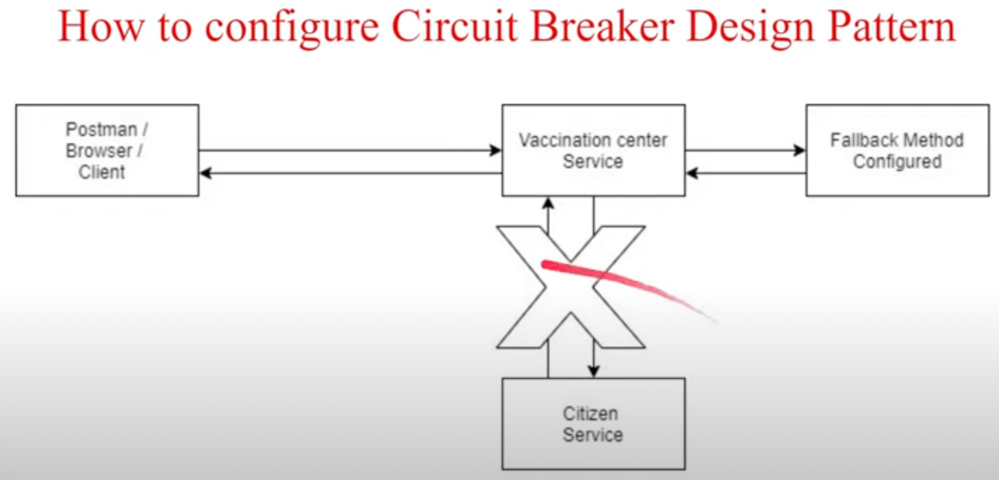 How to configure Circuit Breaker Design Pattern
Postman /
Browser /
Client
Vaccination center
Service
Fallback Method
Configured
Citizen
Service